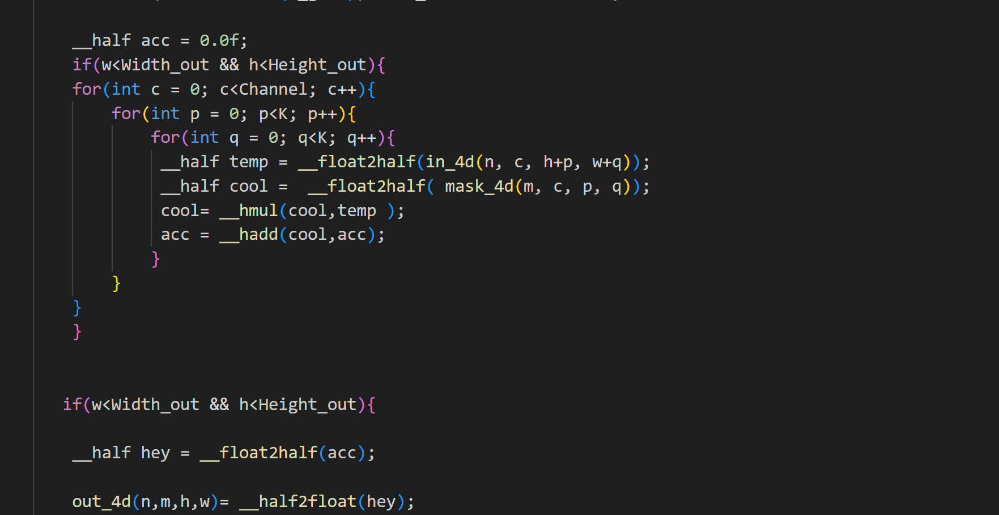 __half acc = 0.0f;
if(w<Width_out && h<Height_out){
for(int c = 0; c<Channel; c++){
for(int p = 0; p<K; p++){
for(int q = 0; q<K; q++){
__half temp = __float2half(in_4d(n, c, h+p, w+q));
__half cool =  __float2half( mask_4d(m, c, p, q));
cool= __hmul(cool,temp );
acc = __hadd(cool,acc);
}
}
}
}
if(w<Width_out && h<Height_out){
__half hey = __float2half(acc);
out_4d(n,m,h,w)= __half2float(hey);